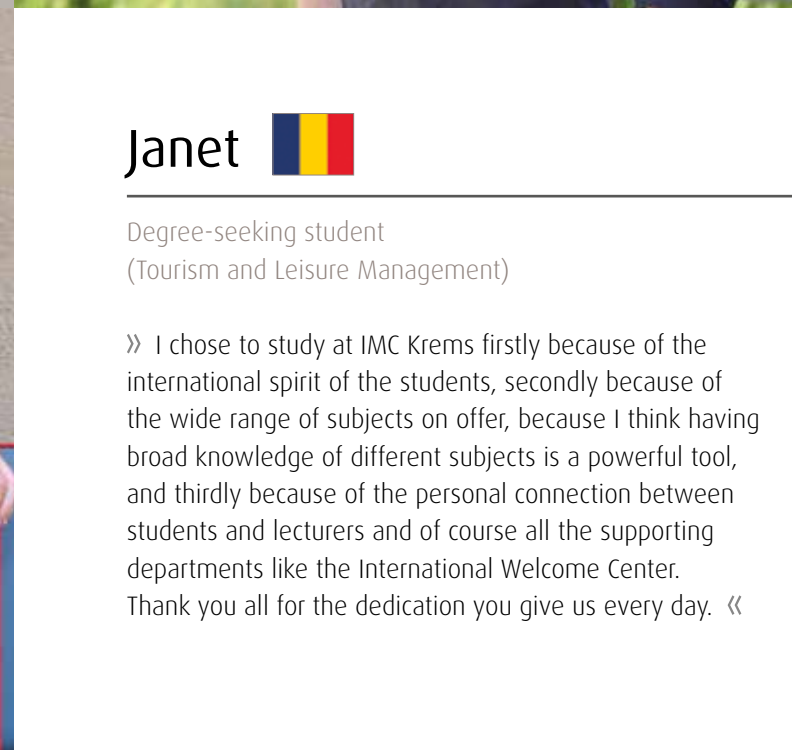 Janet
Degree-seeking student
(Tourism and Leisure Management)
» I chose to study at IMC Krems firstly because of the
international spirit of the students, secondly because of
the wide range of subjects on offer, because I think having
broad knowledge of different subjects is a powerful tool,
and thirdly because of the personal connection between
students and lecturers and of course all the supporting
departments like the International Welcome Center.
Thank you all for the dedication you give us every day. «